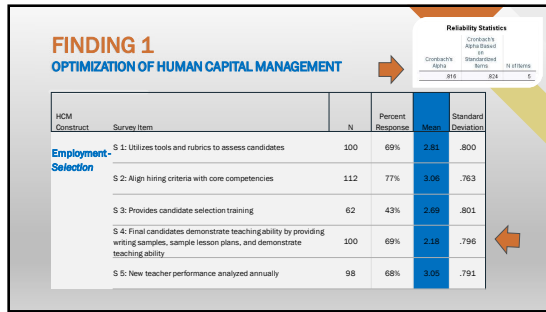 FINDING 1
OPTIMIZATION OF HUMAN CAPITAL MANAGEMENT
Reliability Statistics
Cronbach's Alpha
Cronbach's Alpha Based on Standardized Items
N of Items
.816 .824 5
HCM Construct Survey Item N Percent Response Mean Standard Deviation
Employment-
Selection
S 1: Utilizes tools and rubrics to assess candidates 100 69% 2.81 .800
S 2: Align hiring criteria with core competencies 112 77% 3.06 .763
S 3: Provides candidate selection training 62 43% 2.69 .801
S 4: Final candidates demonstrate teaching ability by providing
writing samples, sample lesson plans, and demonstrate
teaching ability
100 69% 2.18 .796
S 5: New teacher performance analyzed annually 98 68% 3.05 .791